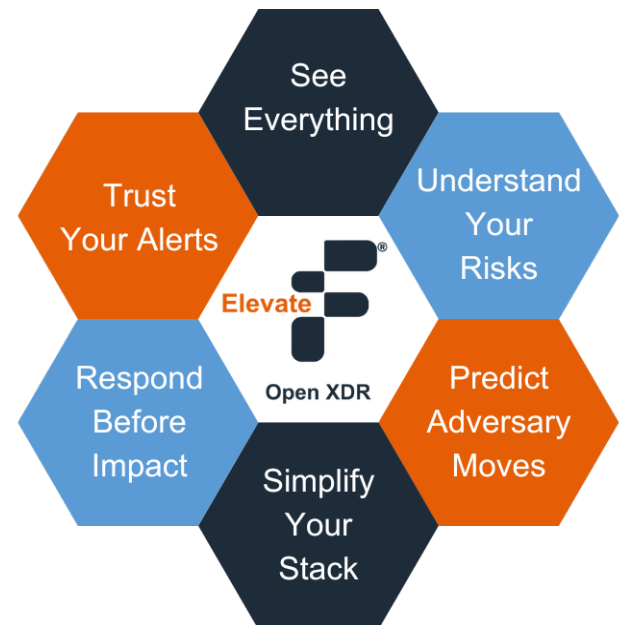 See
Everything
Understand
Your
Risks
Trust
Your Alerts
®
Elevate
Open XDR
Respond
Before
Impact
Predict
Adversary
Moves
Simplify
Your
Stack